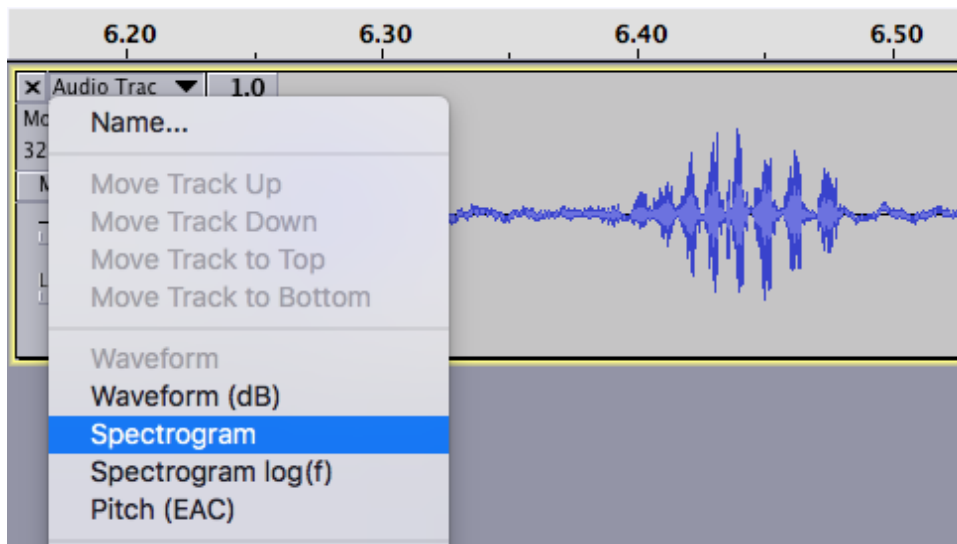 6.20 6.30 6.40 6.50
Audio Trac 1.0
Name...
32
Move Track Up
Move Track Down
Move Track to Top
Move Track to Bottom
Waveform
Waveform (dB)
Spectrogram
Spectrogram log(f)
Pitch (EAC)